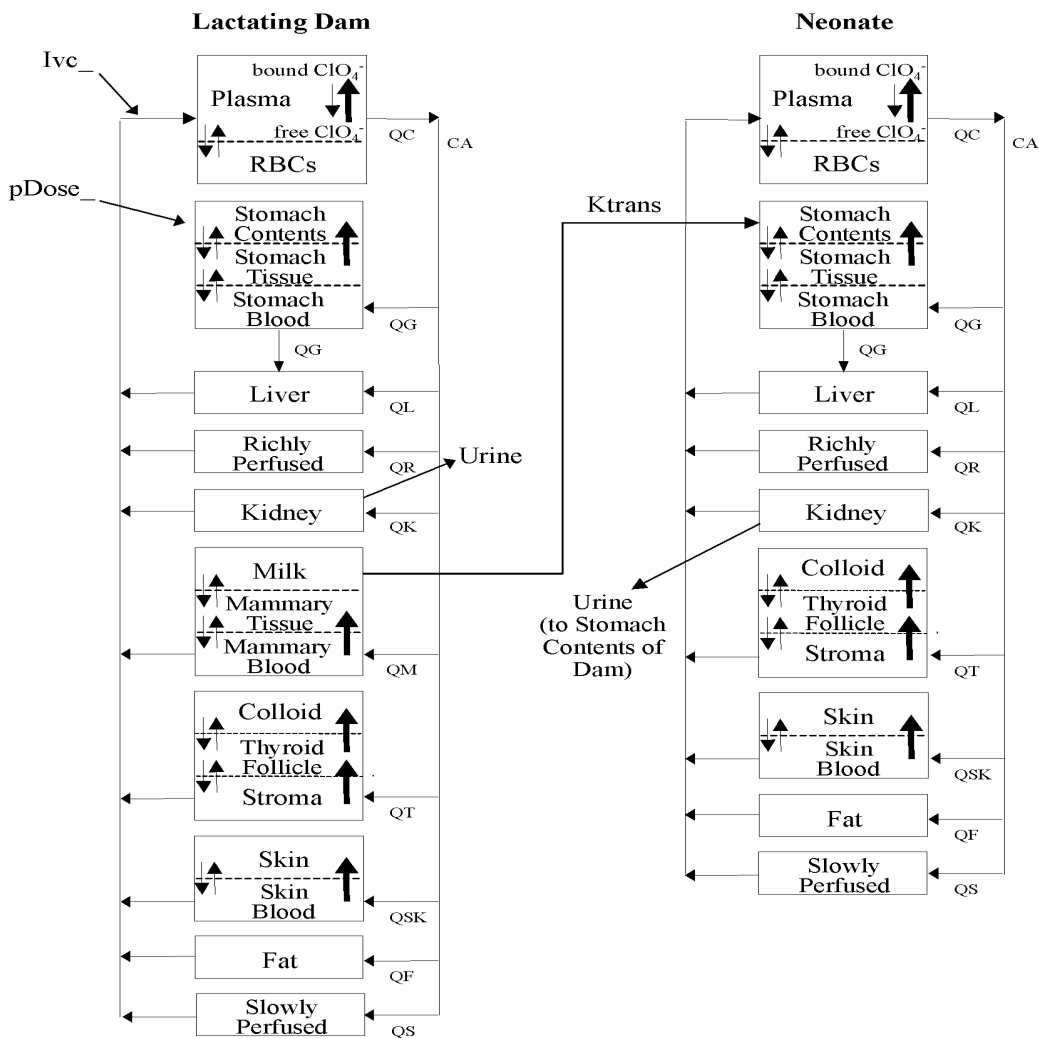 Lactating Dam
Ivc_
bound ClO₄⁻
Plasma
free ClO₄⁻
RBCs
QC
CA
pDose_
Stomach
Contents
Stomach
Tissue
Stomach
Blood
QG
QG
Liver
QL
Richly
Perfused
QR
Urine
Kidney
QK
Milk
Mammary
Tissue
Mammary
Blood
QM
Colloid
Thyroid
Follicle
Stroma
QT
Skin
Skin
Blood
QSK
Fat
QF
Slowly
Perfused
QS
Ktrans
Neonate
bound ClO₄⁻
Plasma
free ClO₄⁻
RBCs
QC
CA
Stomach
Contents
Stomach
Tissue
Stomach
Blood
QG
QG
Liver
QL
Richly
Perfused
QR
Kidney
QK
Urine
(to Stomach
Contents of
Dam)
Colloid
Thyroid
Follicle
Stroma
QT
Skin
Skin
Blood
QSK
Fat
QF
Slowly
Perfused
QS